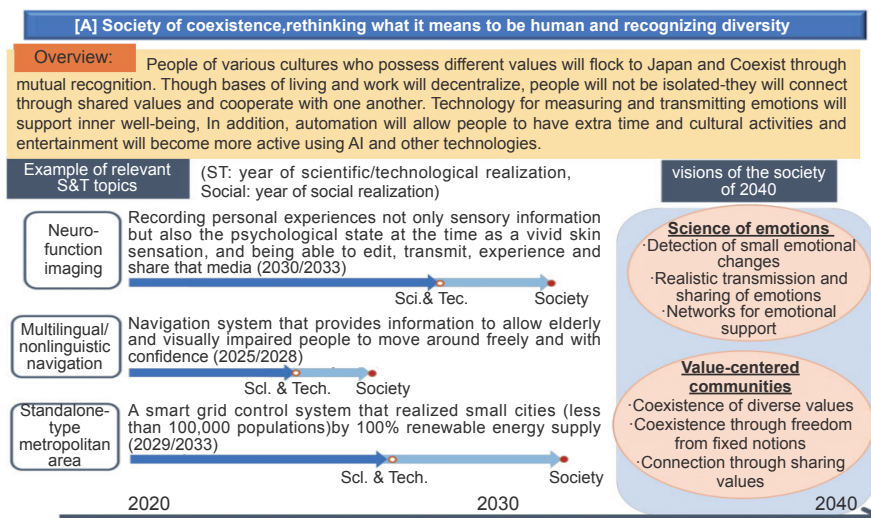 [A] Society of coexistence,rethinking what it means to be human and recognizing diversity
Overview:
People of various cultures who possess different values will flock to Japan and Coexist through
mutual recognition. Though bases of living and work will decentralize, people will not be isolated-they will connect
through shared values and cooperate with one another. Technology for measuring and transmitting emotions will
support inner well-being, In addition, automation will allow people to have extra time and cultural activities and
entertainment will become more active using AI and other technologies.
Example of relevant
S&T topics
(ST: year of scientific/technological realization,
Social: year of social realization)
visions of the society
of 2040
Neuro-
function
imaging
Recording personal experiences not only sensory information
but also the psychological state at the time as a vivid skin
sensation, and being able to edit, transmit, experience and
share that media (2030/2033)
Sci.& Tec.
Society
Multilingual/
nonlinguistic
navigation
Navigation system that provides information to allow elderly
and visually impaired people to move around freely and with
confidence (2025/2028)
Scl. & Tech.
Society
Standalone-
type
metropolitan
area
A smart grid control system that realized small cities (less
than 100,000 populations)by 100% renewable energy supply
(2029/2033)
Scl. & Tech.
Society
Science of emotions
·Detection of small emotional
changes
·Realistic transmission and
sharing of emotions
·Networks for emotional
support
Value-centered
communities
·Coexistence of diverse values
·Coexistence through freedom
from fixed notions
·Connection through sharing
values
2020
2030
2040